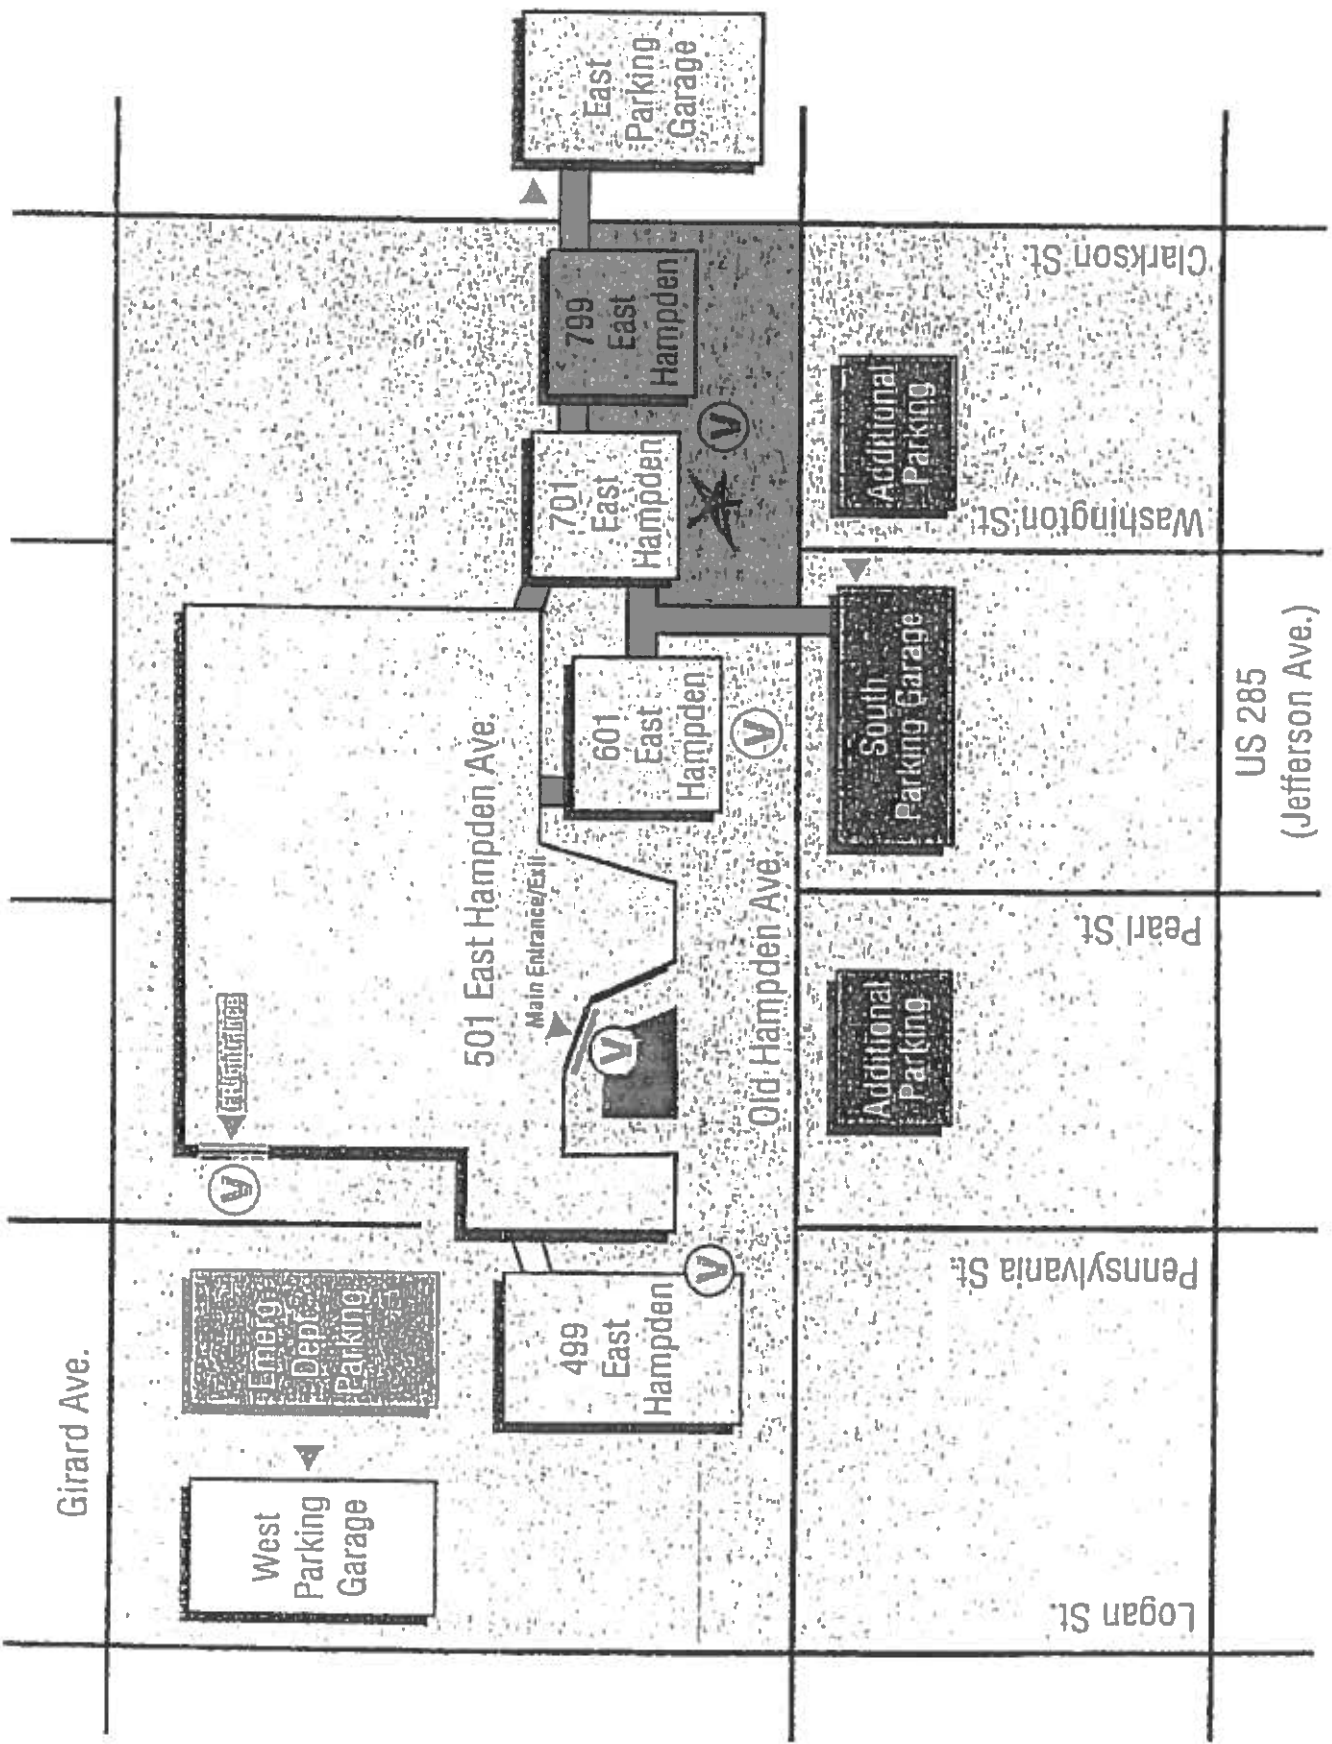 Girard Ave.
West
Parking
Garage
Emerg.
Dept.
Parking
V
ER Entrance
499
East
Hampden
V
501 East Hampden Ave.
Main Entrance/Exit
V
601
East
Hampden
V
701
East
Hampden
799
East
Hampden
V
East
Parking
Garage
Old Hampden Ave.
Additional
Parking
South
Parking Garage
Additional
Parking
Logan St.
Pennsylvania St.
Pearl St.
Washington St.
Clarkson St.
US 285
(Jefferson Ave.)